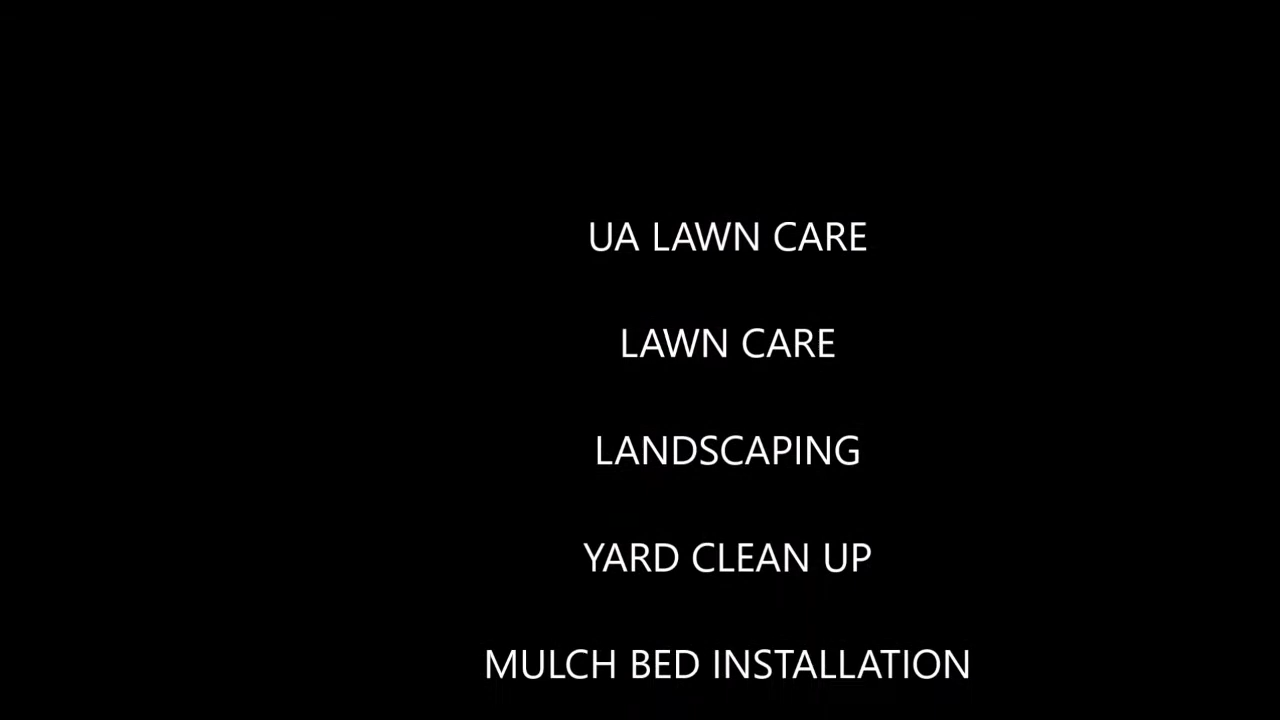 UA LAWN CARE
LAWN CARE
LANDSCAPING
YARD CLEAN UP
MULCH BED INSTALLATION